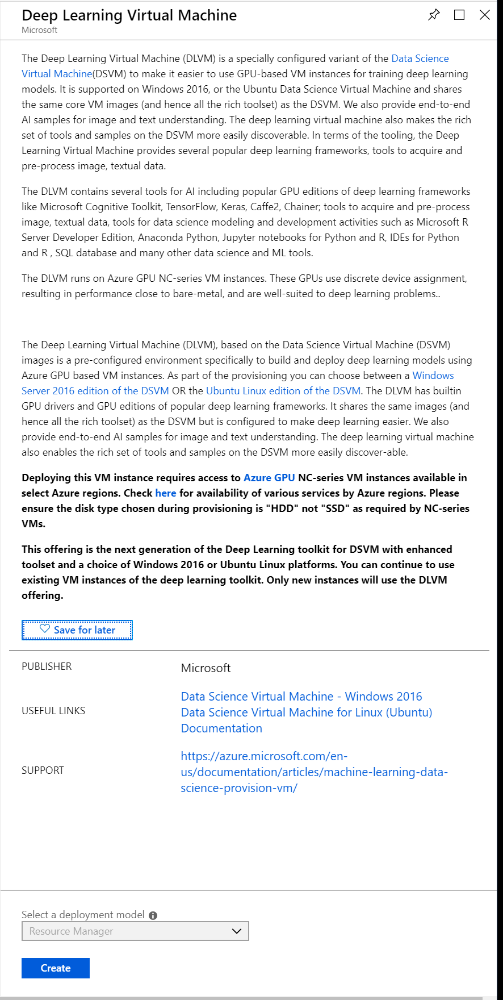 Deep Learning Virtual Machine
Microsoft
The Deep Learning Virtual Machine (DLVM) is a specially configured variant of the Data Science
Virtual Machine(DSVM) to make it easier to use GPU-based VM instances for training deep learning
models. It is supported on Windows 2016, or the Ubuntu Data Science Virtual Machine and shares
the same core VM images (and hence all the rich toolset) as the DSVM. We also provide end-to-end
AI samples for image and text understanding. The deep learning virtual machine also makes the rich
set of tools and samples on the DSVM more easily discoverable. In terms of the tooling, the Deep
Learning Virtual Machine provides several popular deep learning frameworks, tools to acquire and
pre-process image, textual data.
The DLVM contains several tools for AI including popular GPU editions of deep learning frameworks
like Microsoft Cognitive Toolkit, TensorFlow, Keras, Caffe2, Chainer; tools to acquire and pre-process
image, textual data, tools for data science modeling and development activities such as Microsoft R
Server Developer Edition, Anaconda Python, Jupyter notebooks for Python and R, IDEs for Python
and R , SQL database and many other data science and ML tools.
The DLVM runs on Azure GPU NC-series VM instances. These GPUs use discrete device assignment,
resulting in performance close to bare-metal, and are well-suited to deep learning problems..
The Deep Learning Virtual Machine (DLVM), based on the Data Science Virtual Machine (DSVM)
images is a pre-configured environment specifically to build and deploy deep learning models using
Azure GPU based VM instances. As part of the provisioning you can choose between a Windows
Server 2016 edition of the DSVM OR the Ubuntu Linux edition of the DSVM. The DLVM has builtin
GPU drivers and GPU editions of popular deep learning frameworks. It shares the same images (and
hence all the rich toolset) as the DSVM but is configured to make deep learning easier. We also
provide end-to-end AI samples for image and text understanding. The deep learning virtual machine
also enables the rich set of tools and samples on the DSVM more easily discover-able.
Deploying this VM instance requires access to Azure GPU NC-series VM instances available in
select Azure regions. Check here for availability of various services by Azure regions. Please
ensure the disk type chosen during provisioning is "HDD" not "SSD" as required by NC-series
VMs.
This offering is the next generation of the Deep Learning toolkit for DSVM with enhanced
toolset and a choice of Windows 2016 or Ubuntu Linux platforms. You can continue to use
existing VM instances of the deep learning toolkit. Only new instances will use the DLVM
offering.
Save for later
PUBLISHER
Microsoft
USEFUL LINKS
Data Science Virtual Machine - Windows 2016
Data Science Virtual Machine for Linux (Ubuntu)
Documentation
SUPPORT
https://azure.microsoft.com/en-
us/documentation/articles/machine-learning-data-
science-provision-vm/
Select a deployment model
Resource Manager
Create